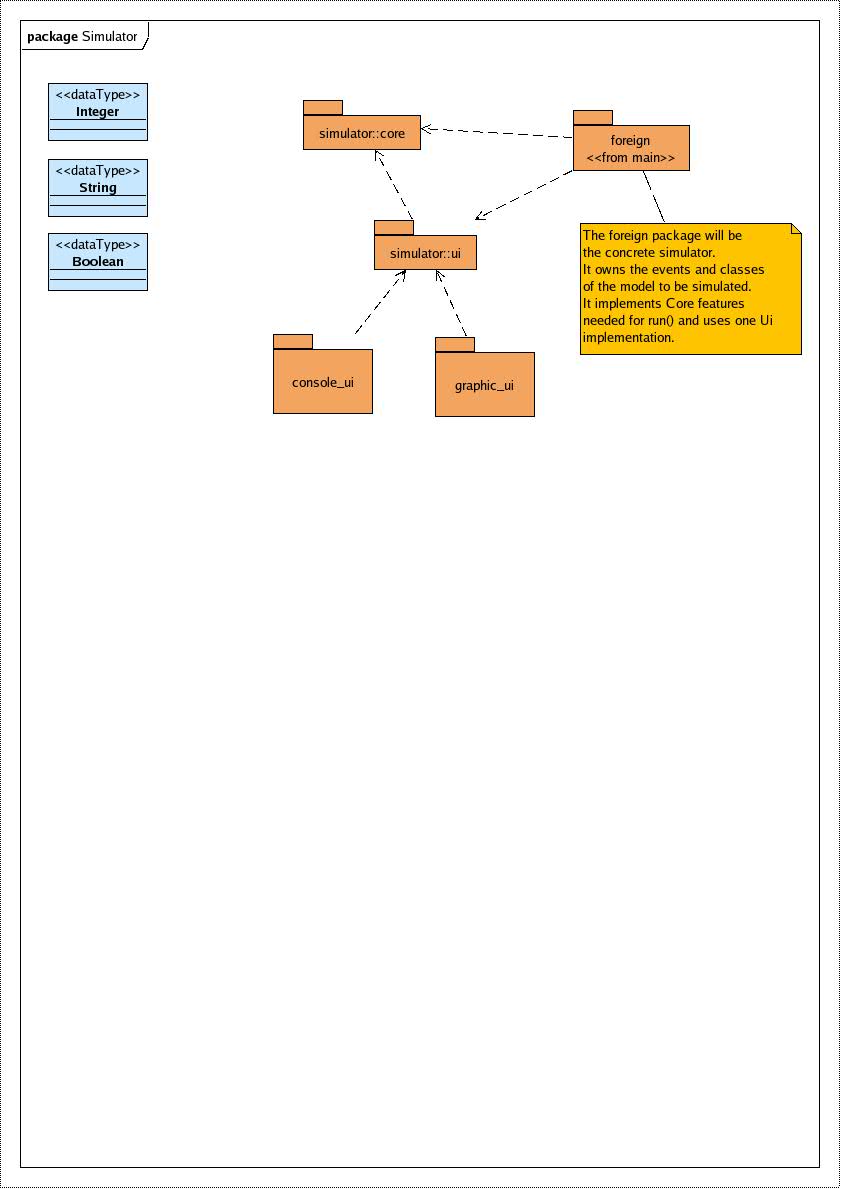 package Simulator
<<dataType>>
Integer
<<dataType>>
String
<<dataType>>
Boolean
simulator::core
foreign
<<from main>>
simulator::ui
console_ui
graphic_ui
The foreign package will be
the concrete simulator.
It owns the events and classes
of the model to be simulated.
It implements Core features
needed for run() and uses one Ui
implementation.